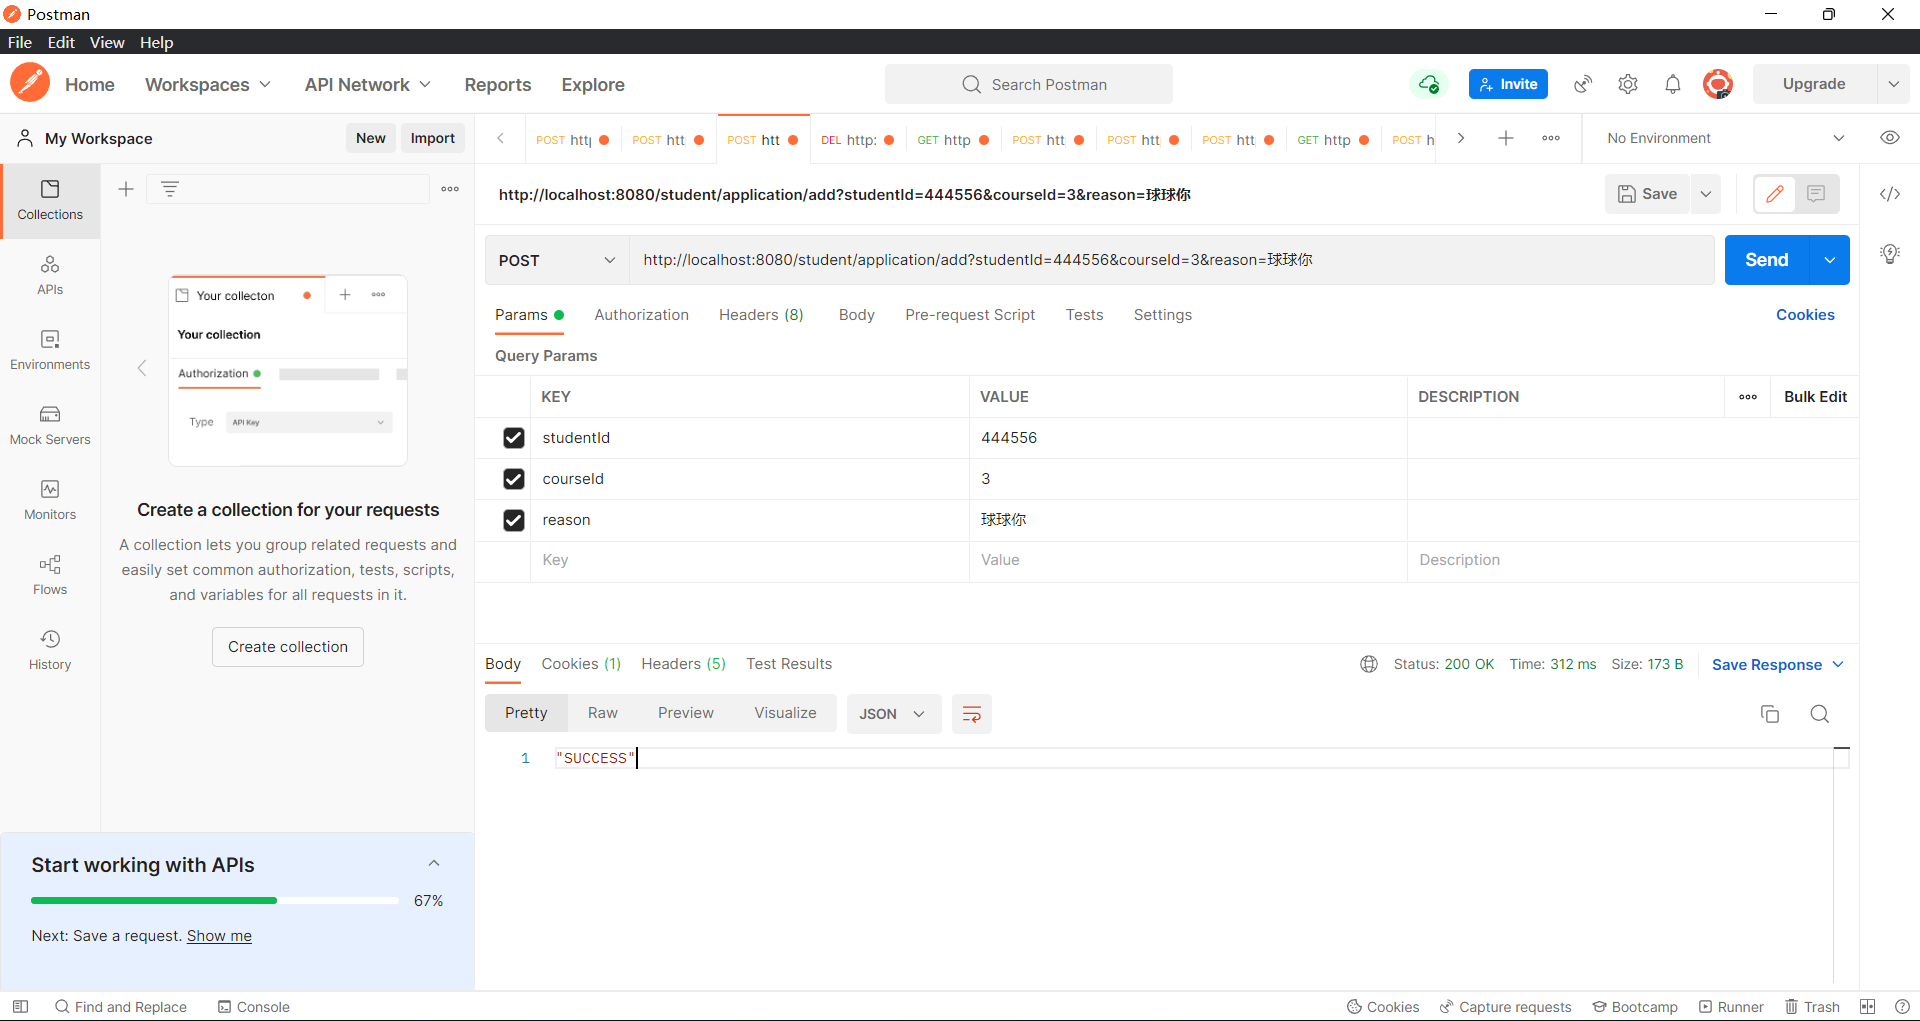 Postman
File Edit View Help
Home Workspaces API Network Reports Explore Search Postman Invite Upgrade
My Workspace New Import
POST htt POST htt POST htt DEL http: GET http POST htt POST htt POST htt GET http POST h No Environment
Collections
APIs
Environments
Mock Servers
Monitors
Flows
History
Your collecton
Your collection
Authorization
Type API Key
Create a collection for your requests
A collection lets you group related requests and
easily set common authorization, tests, scripts,
and variables for all requests in it.
Create collection
Start working with APIs
67%
Next: Save a request. Show me
http://localhost:8080/student/application/add?studentId=444556&courseId=3&reason=球球你 Save
POST http://localhost:8080/student/application/add?studentId=444556&courseId=3&reason=球球你 Send
Params Authorization Headers (8) Body Pre-request Script Tests Settings Cookies
Query Params
KEY VALUE DESCRIPTION Bulk Edit
studentId 444556
courseId 3
reason 球球你
Key Value Description
Body Cookies (1) Headers (5) Test Results Status: 200 OK Time: 312 ms Size: 173 B Save Response
Pretty Raw Preview Visualize JSON
1 "SUCCESS"
Find and Replace Console Cookies Capture requests Bootcamp Runner Trash